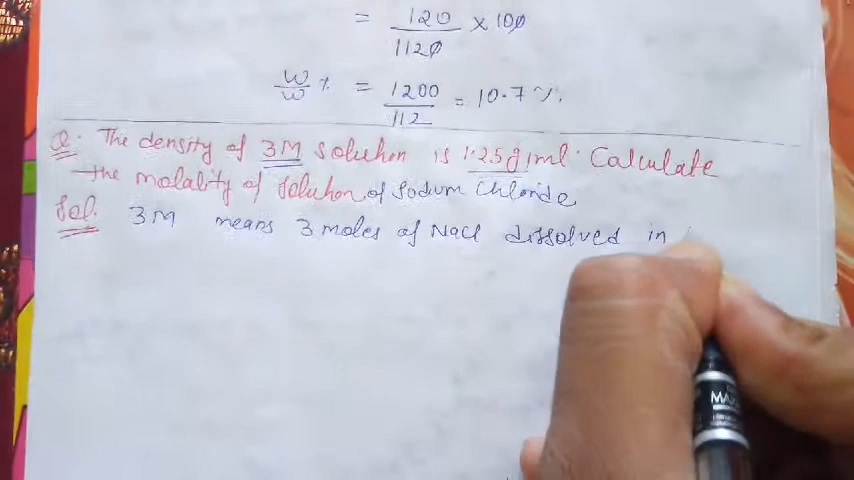 = 120 × 100
1120
w/w % = 1200 = 10.7 %.
112
Q. The density of 3M solution is 1.25 g/ml. Calculate
the molality of solution of Sodium Chloride
Sol. 3M means 3 moles of NaCl dissolved in
MA